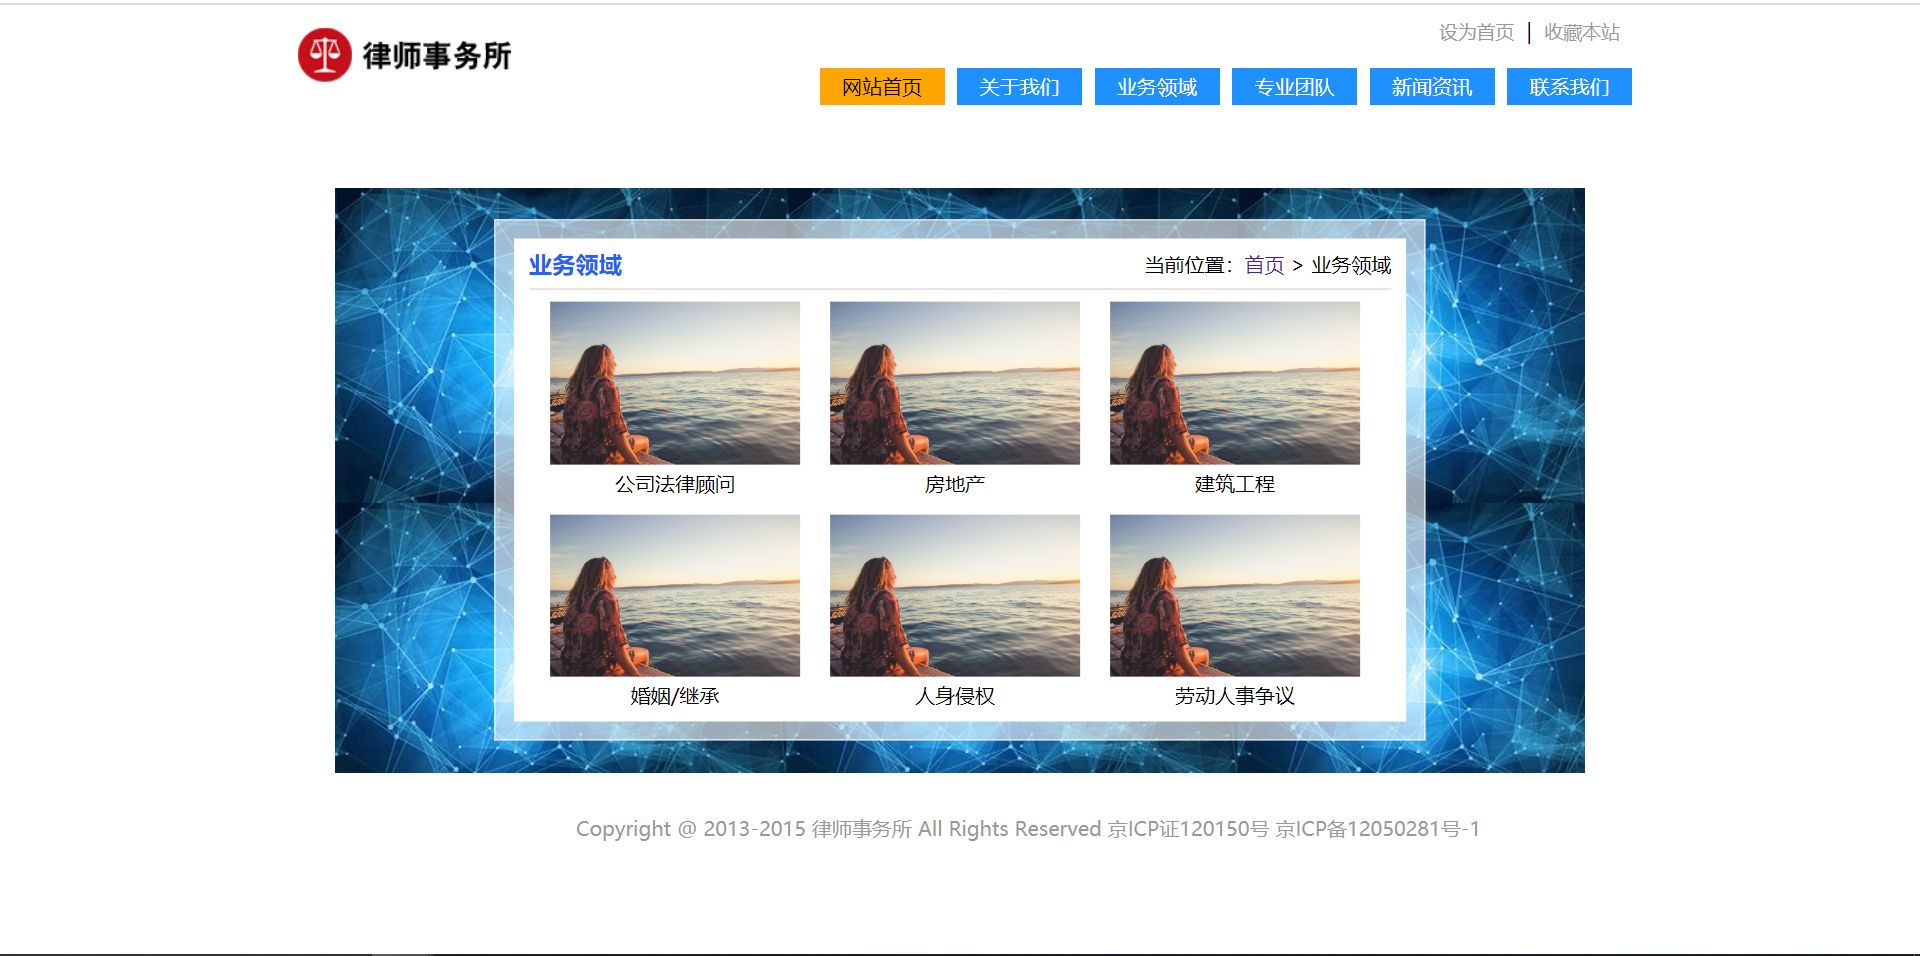 设为首页 | 收藏本站
律师事务所
网站首页 关于我们 业务领域 专业团队 新闻资讯 联系我们
业务领域 当前位置：首页 > 业务领域
公司法律顾问 房地产 建筑工程
婚姻/继承 人身侵权 劳动人事争议
Copyright @ 2013-2015 律师事务所 All Rights Reserved 京ICP证120150号 京ICP备12050281号-1